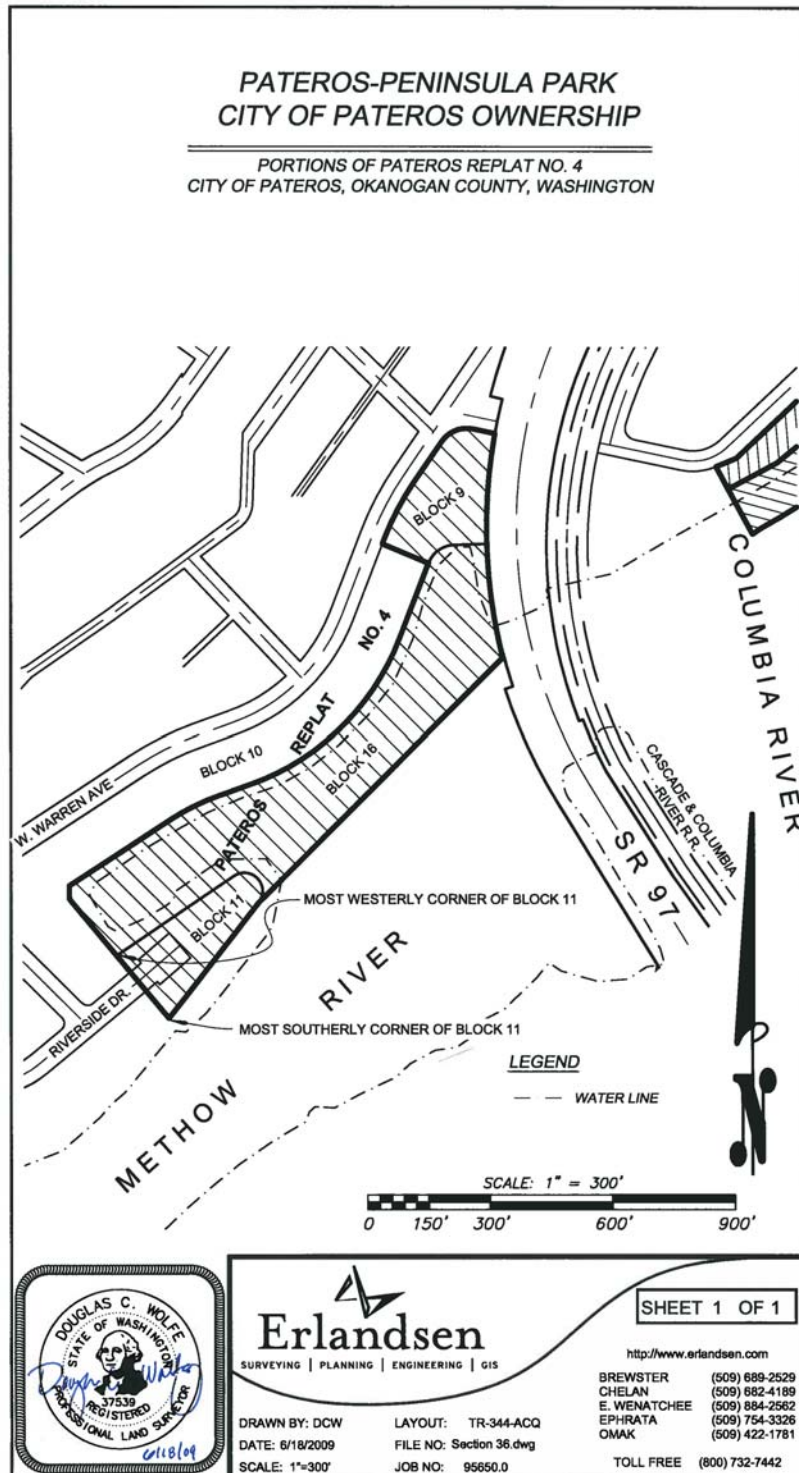 PATEROS-PENINSULA PARK
CITY OF PATEROS OWNERSHIP
PORTIONS OF PATEROS REPLAT NO. 4
CITY OF PATEROS, OKANOGAN COUNTY, WASHINGTON
BLOCK 9
COLUMBIA RIVER
NO. 4
REPLAT
BLOCK 10
BLOCK 16
W. WARREN AVE
PATEROS
CASCADE & COLUMBIA
RIVER R.R.
SR 97
BLOCK 11
MOST WESTERLY CORNER OF BLOCK 11
RIVERSIDE DR.
MOST SOUTHERLY CORNER OF BLOCK 11
METHOW RIVER
LEGEND
WATER LINE
N
SCALE: 1" = 300'
0 150' 300' 600' 900'
DOUGLAS C. WOLFE
STATE OF WASHINGTON
37539
REGISTERED
PROFESSIONAL LAND SURVEYOR
6/18/09
Erlandsen
SURVEYING | PLANNING | ENGINEERING | GIS
DRAWN BY: DCW LAYOUT: TR-344-ACQ
DATE: 6/18/2009 FILE NO: Section 36.dwg
SCALE: 1"=300' JOB NO: 95650.0
SHEET 1 OF 1
http://www.erlandsen.com
BREWSTER (509) 689-2529
CHELAN (509) 682-4189
E. WENATCHEE (509) 884-2562
EPHRATA (509) 754-3326
OMAK (509) 422-1781
TOLL FREE (800) 732-7442